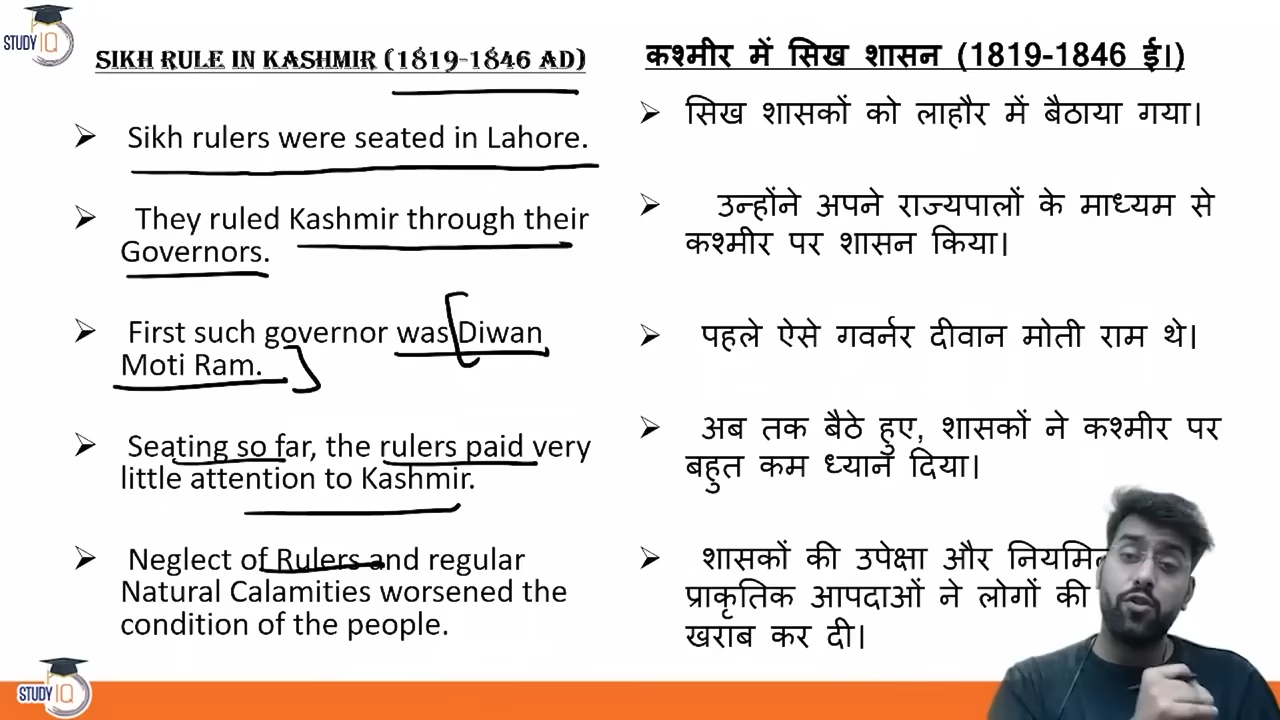 STUDY IQ
SIKH RULE IN KASHMIR (1819-1846 AD)
Sikh rulers were seated in Lahore.
They ruled Kashmir through their
Governors.
First such governor was Diwan
Moti Ram.
Seating so far, the rulers paid very
little attention to Kashmir.
Neglect of Rulers and regular
Natural Calamities worsened the
condition of the people.
कश्मीर में सिख शासन (1819-1846 ई।)
सिख शासकों को लाहौर में बैठाया गया।
उन्होंने अपने राज्यपालों के माध्यम से
कश्मीर पर शासन किया।
पहले ऐसे गवर्नर दीवान मोती राम थे।
अब तक बैठे हुए, शासकों ने कश्मीर पर
बहुत कम ध्यान दिया।
शासकों की उपेक्षा और
प्राकृतिक आपदाओं ने लोगों की
खराब कर दी।
STUDY IQ